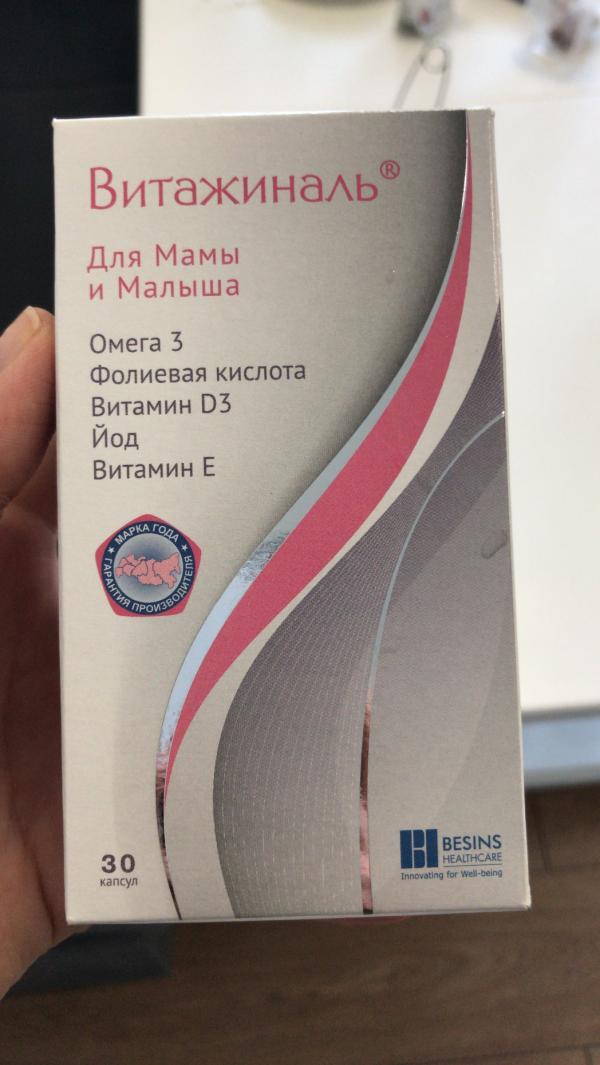 Витажиналь®
Для Мамы
и Малыша
Омега 3
Фолиевая кислота
Витамин D3
Йод
Витамин Е
★ МАРКА ГОДА ★
ГАРАНТИЯ ПРОИЗВОДИТЕЛЯ
30
капсул
BESINS
HEALTHCARE
Innovating for Well-being